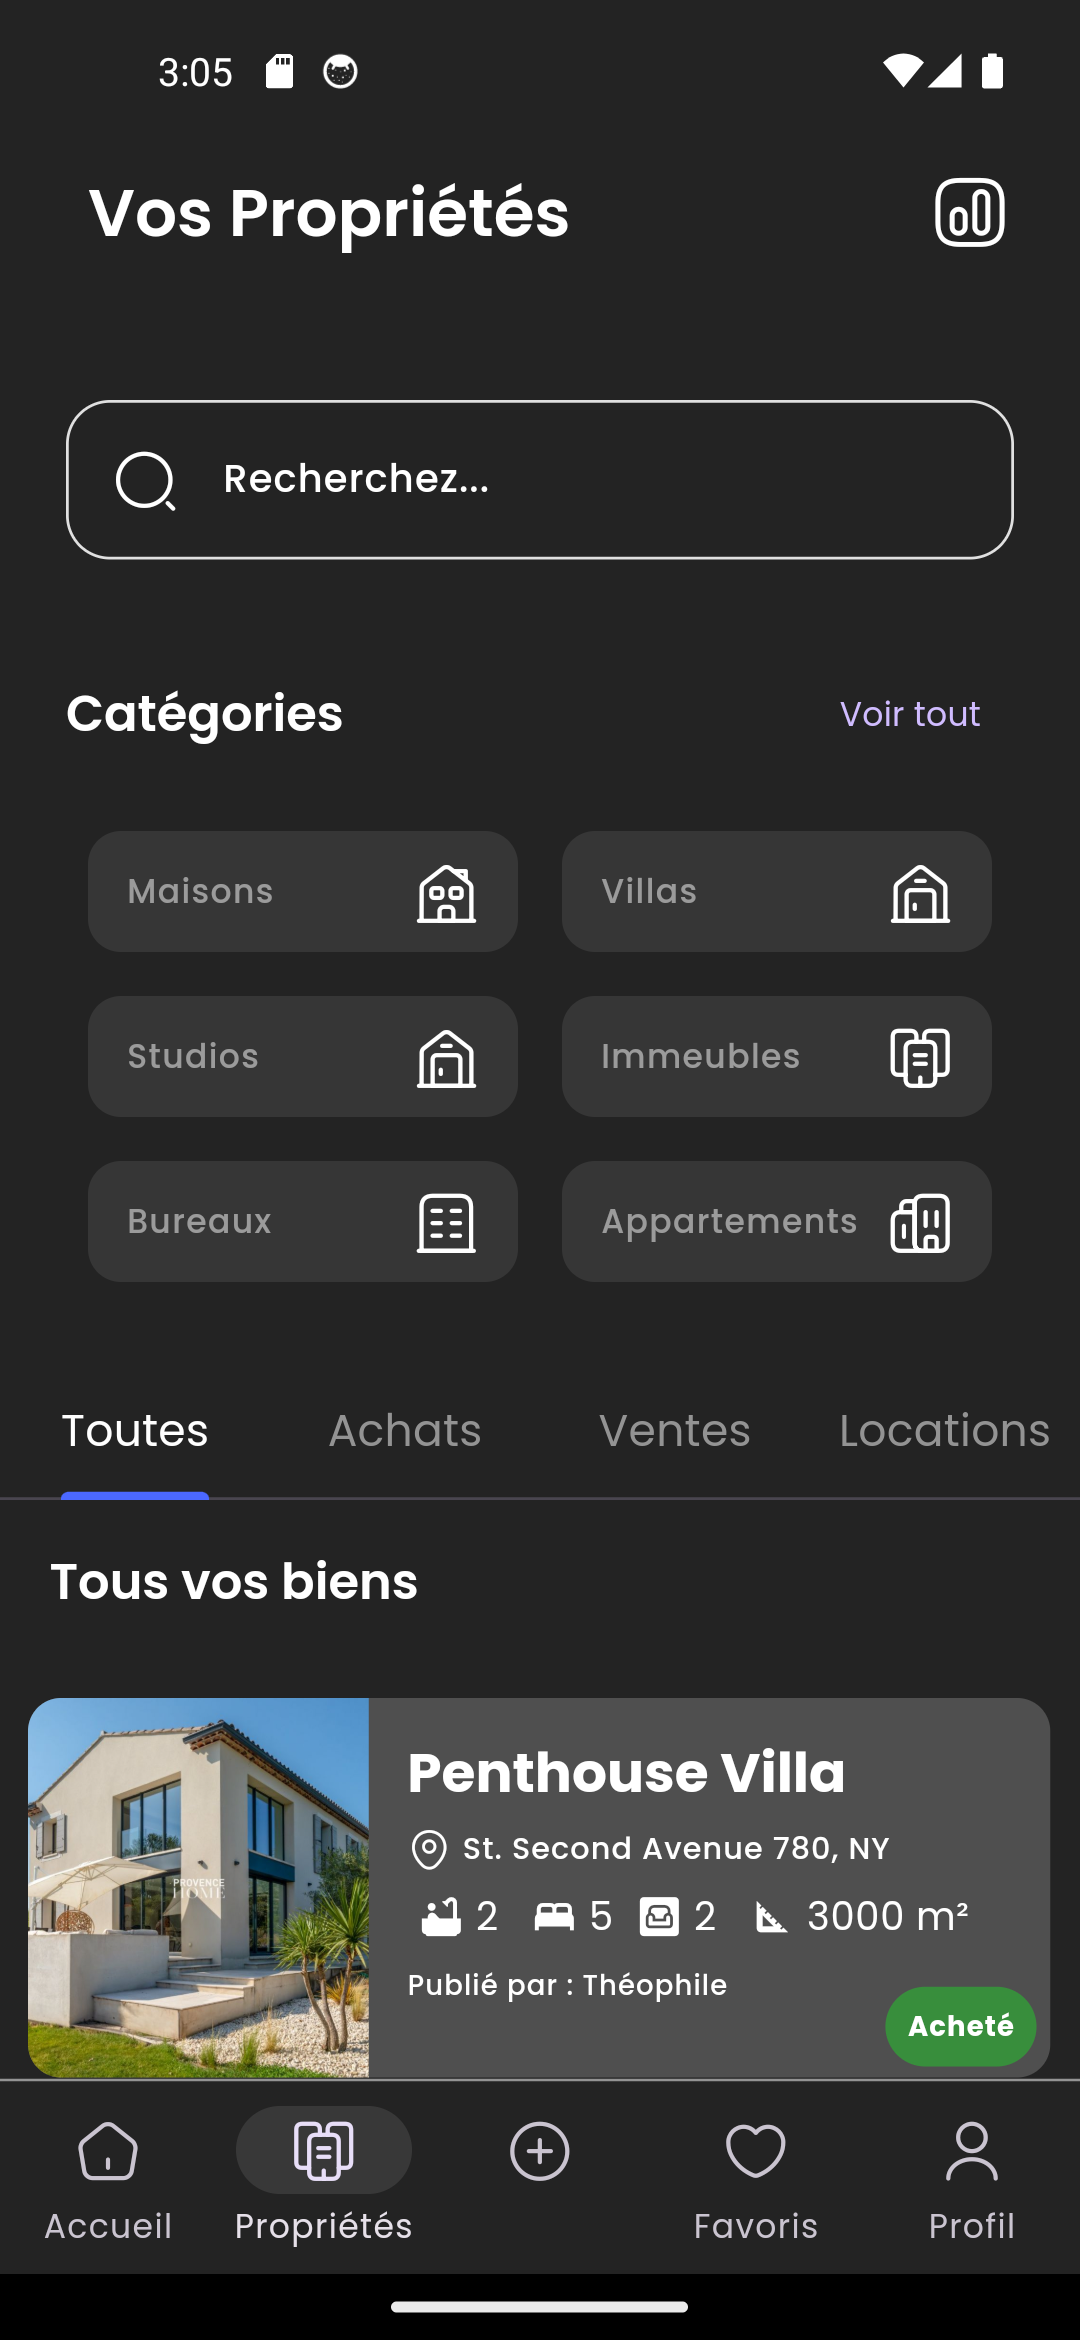 3:05
Vos Propriétés
Recherchez...
Catégories
Voir tout
Maisons
Villas
Studios
Immeubles
Bureaux
Appartements
Toutes
Achats
Ventes
Locations
Tous vos biens
PROVENCE
HOME
Penthouse Villa
St. Second Avenue 780, NY
2 5 2 3000 m²
Publié par : Théophile
Acheté
Accueil
Propriétés
Favoris
Profil